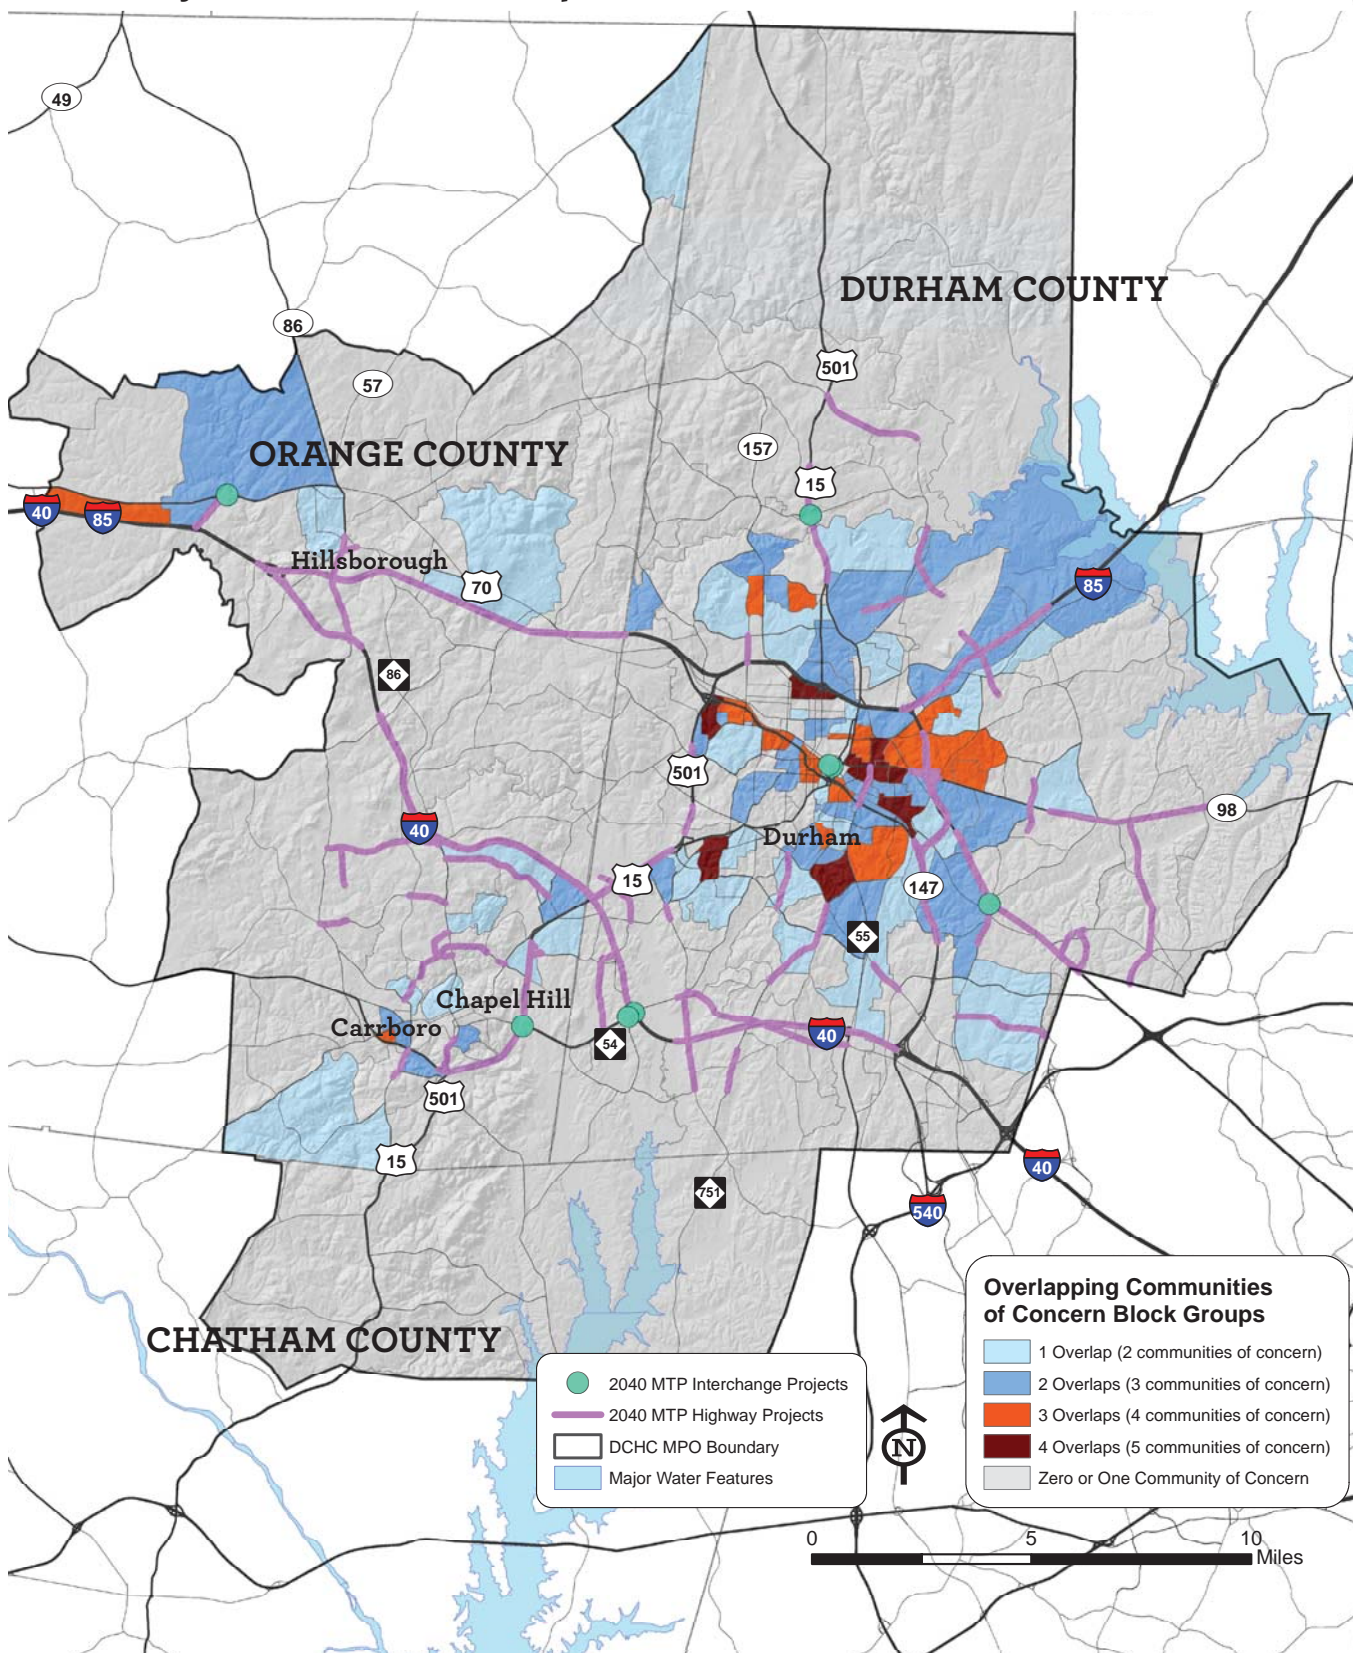 49
DURHAM COUNTY
86
501
57
157
ORANGE COUNTY
15
40
85
Hillsborough
70
85
86
501
98
40
Durham
15
147
55
Chapel Hill
Carrboro
40
54
501
15
40
751
540
CHATHAM COUNTY
Overlapping Communities
of Concern Block Groups
1 Overlap (2 communities of concern)
2 Overlaps (3 communities of concern)
3 Overlaps (4 communities of concern)
4 Overlaps (5 communities of concern)
Zero or One Community of Concern
2040 MTP Interchange Projects
2040 MTP Highway Projects
DCHC MPO Boundary
Major Water Features
N
0 5 10
Miles